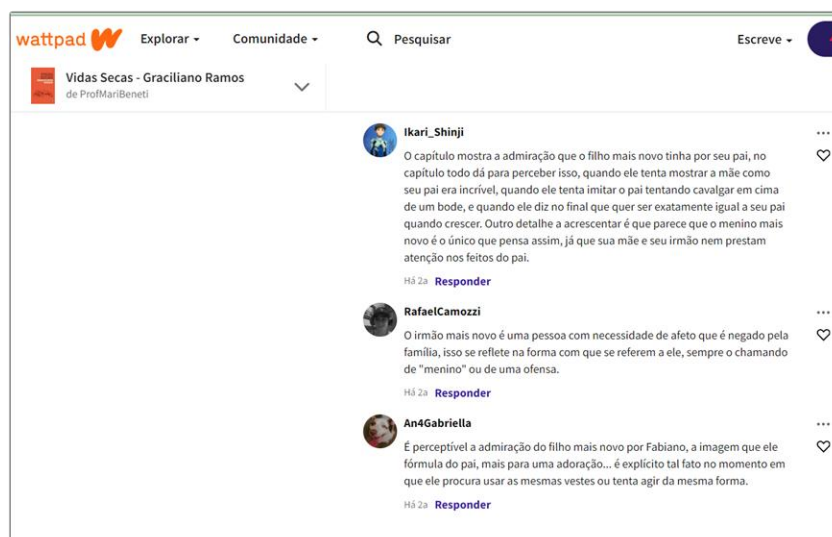 wattpad Explorar Comunidade Pesquisar Escreve
Vidas Secas - Graciliano Ramos
de ProfMariBeneti
Ikari_Shinji
O capítulo mostra a admiração que o filho mais novo tinha por seu pai, no
capítulo todo dá para perceber isso, quando ele tenta mostrar a mãe como
seu pai era incrível, quando ele tenta imitar o pai tentando cavalgar em cima
de um bode, e quando ele diz no final que quer ser exatamente igual a seu pai
quando crescer. Outro detalhe a acrescentar é que parece que o menino mais
novo é o único que pensa assim, já que sua mãe e seu irmão nem prestam
atenção nos feitos do pai.
Há 2a Responder
RafaelCamozzi
O irmão mais novo é uma pessoa com necessidade de afeto que é negado pela
família, isso se reflete na forma com que se referem a ele, sempre o chamando
de "menino" ou de uma ofensa.
Há 2a Responder
An4Gabriella
É perceptível a admiração do filho mais novo por Fabiano, a imagem que ele
fórmula do pai, mais para uma adoração... é explícito tal fato no momento em
que ele procura usar as mesmas vestes ou tenta agir da mesma forma.
Há 2a Responder